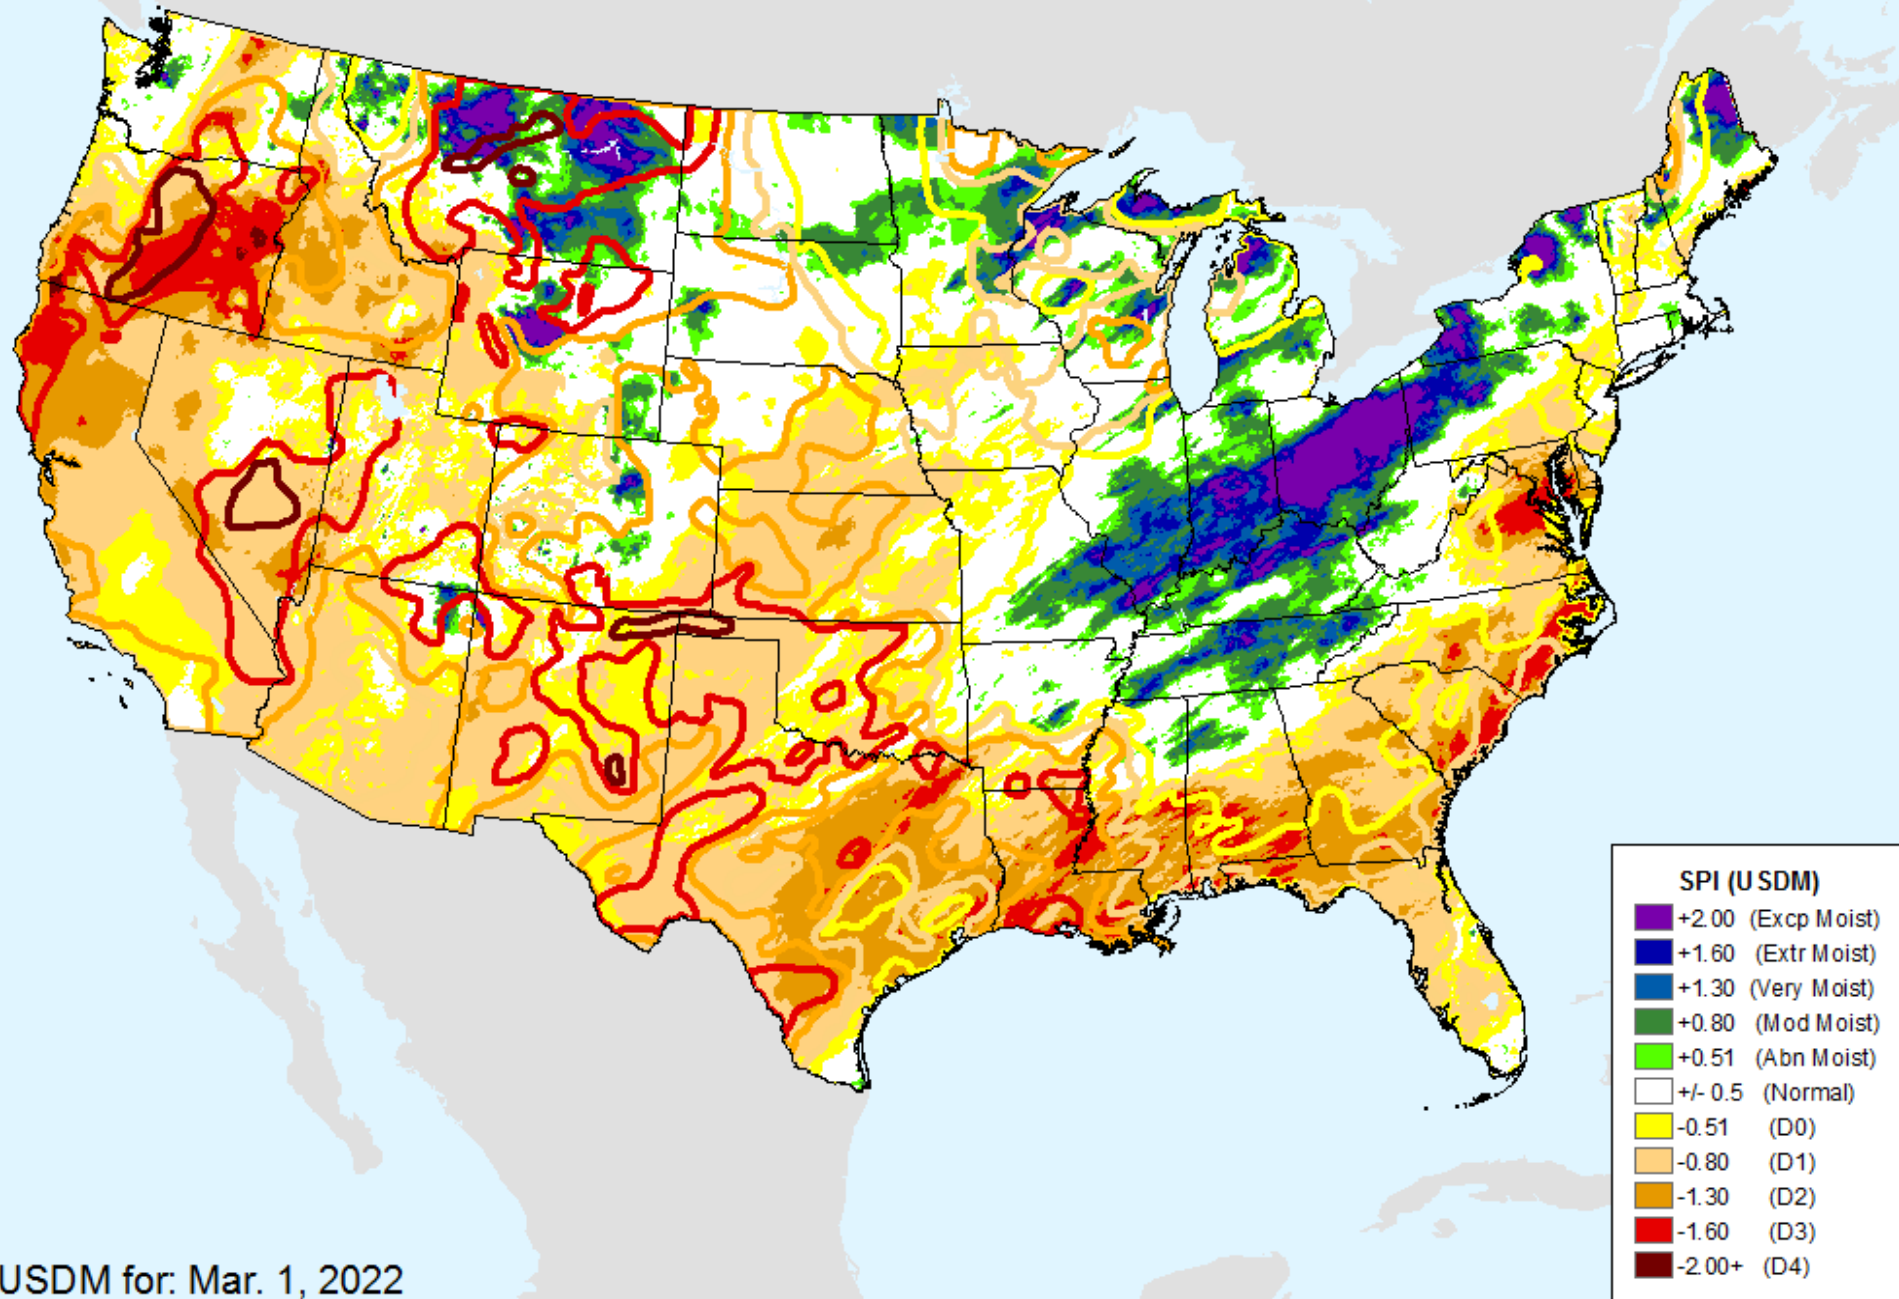 SPI (USDM)
+2.00 (Excp Moist)
+1.60 (Extr Moist)
+1.30 (Very Moist)
+0.80 (Mod Moist)
+0.51 (Abn Moist)
+/- 0.5 (Normal)
-0.51 (D0)
-0.80 (D1)
-1.30 (D2)
-1.60 (D3)
-2.00+ (D4)
USDM for: Mar. 1, 2022